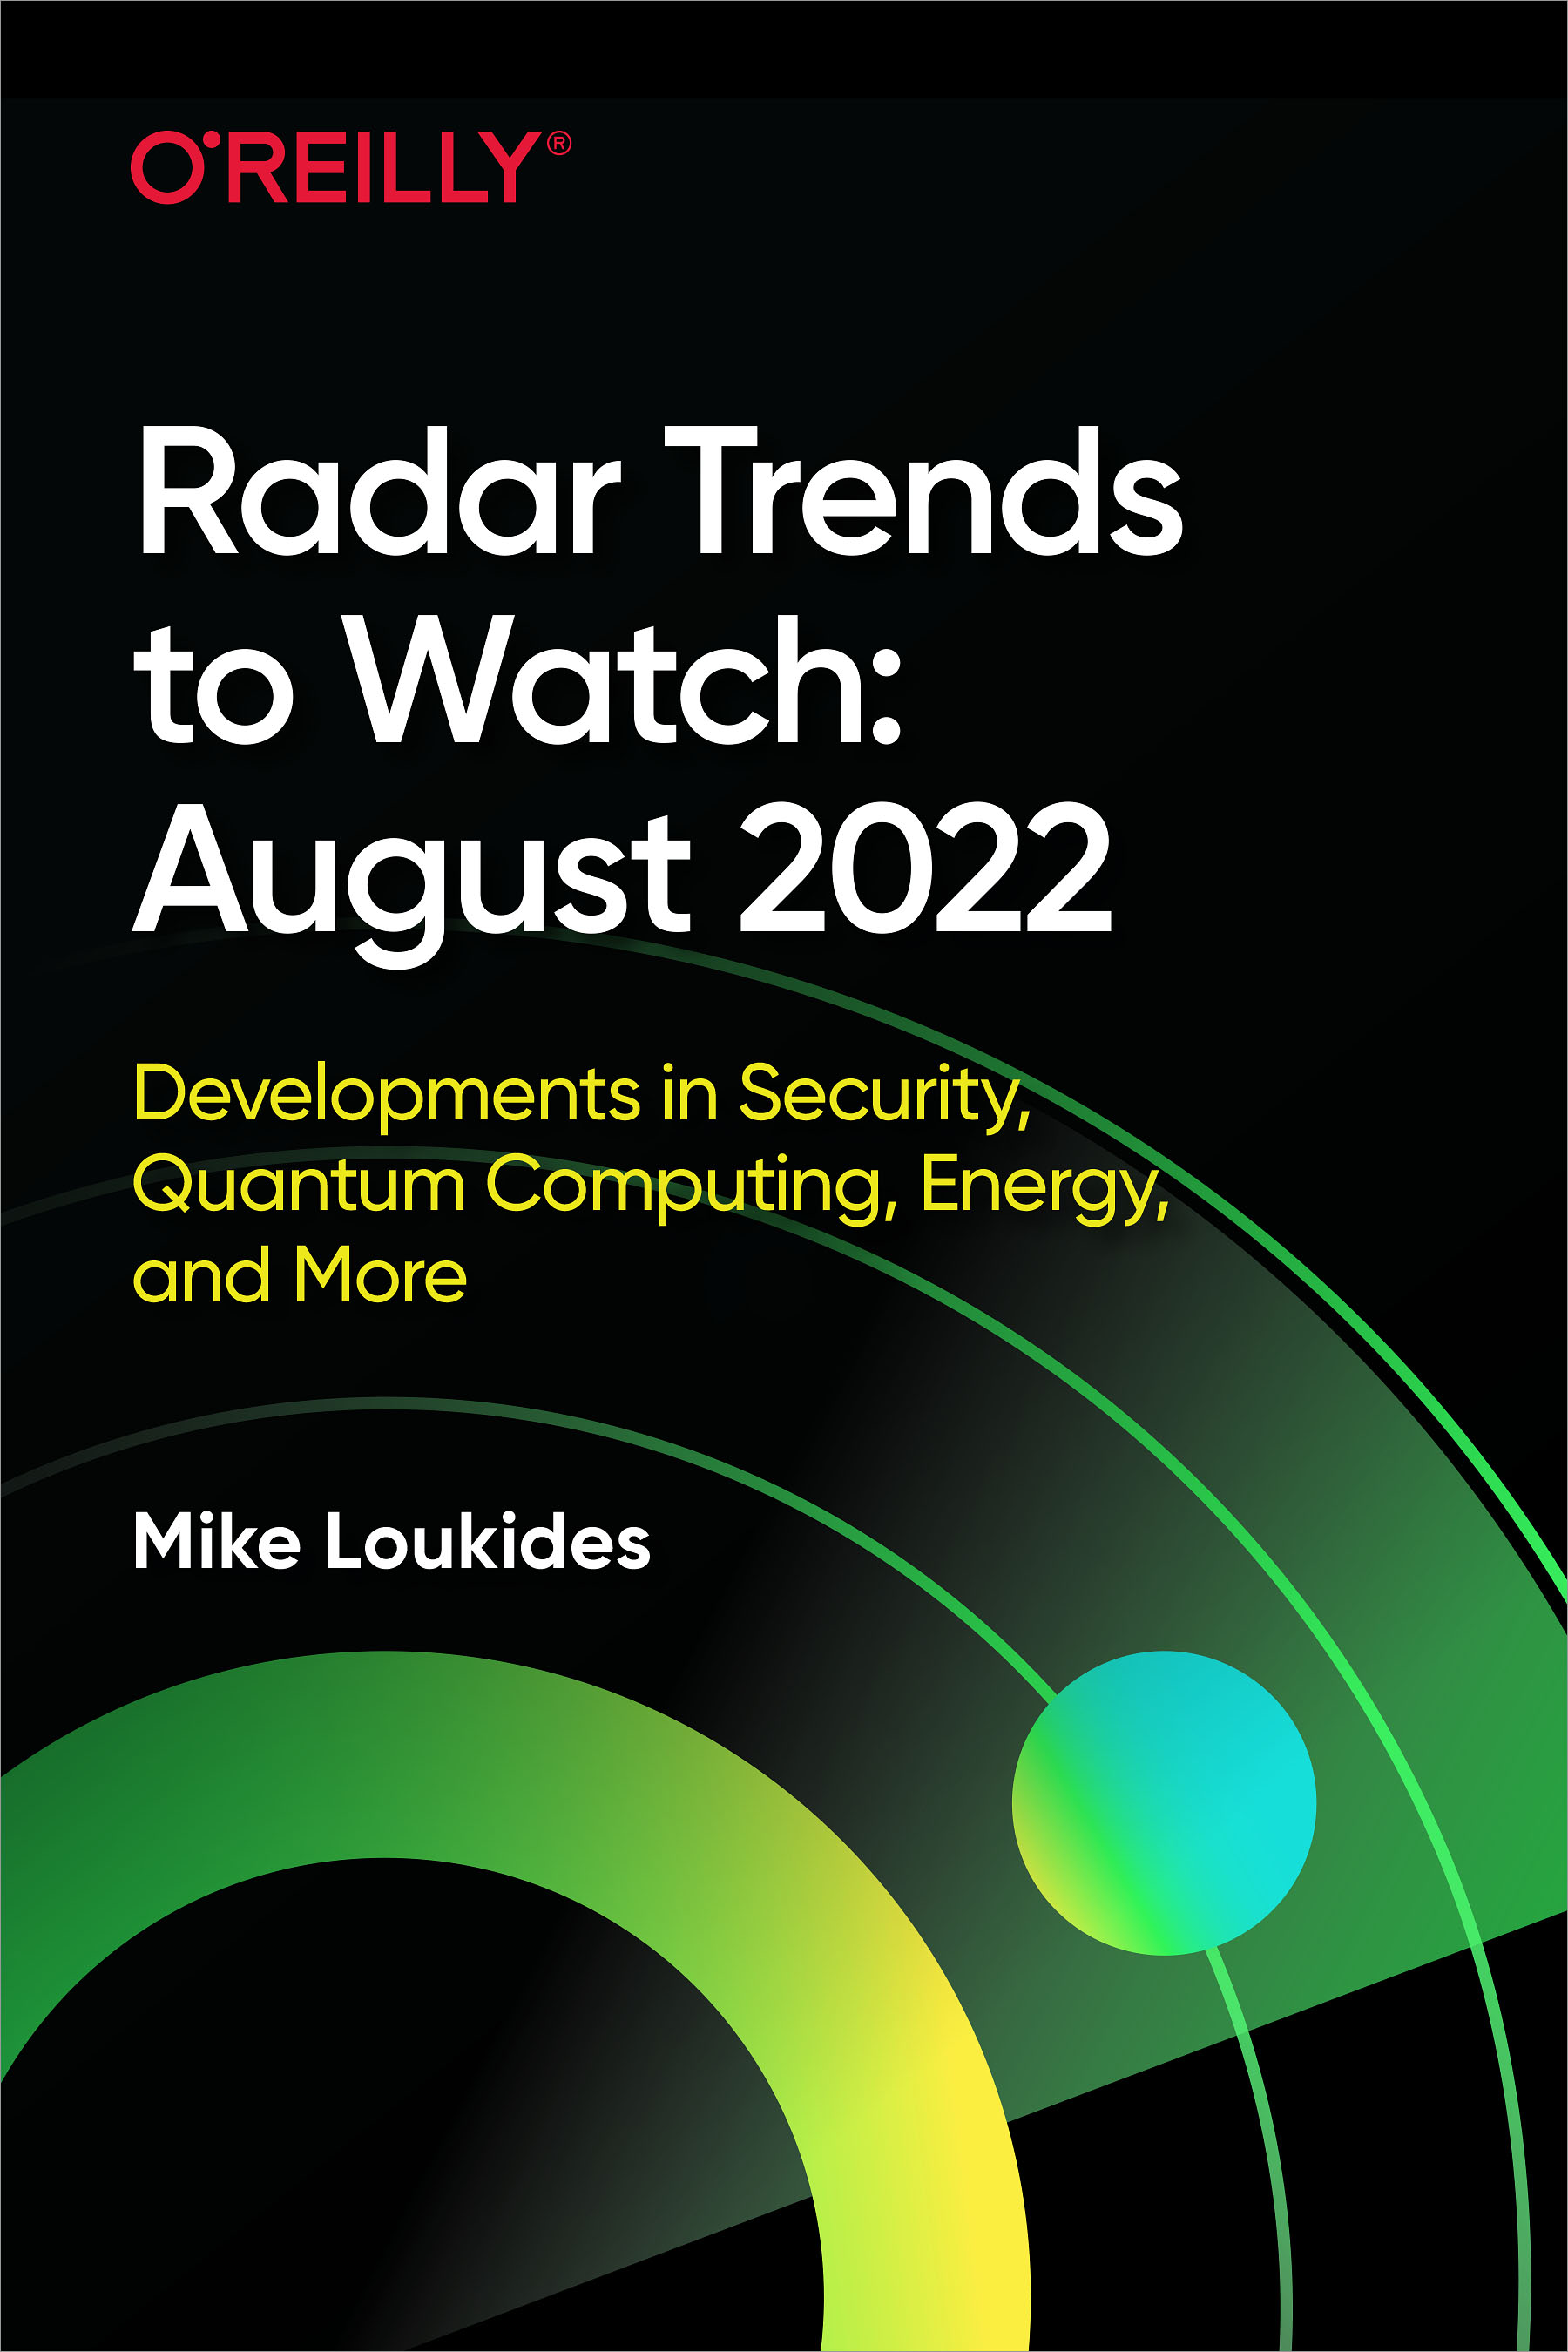 O'REILLY®
Radar Trends
to Watch:
August 2022
Developments in Security,
Quantum Computing, Energy,
and More
Mike Loukides